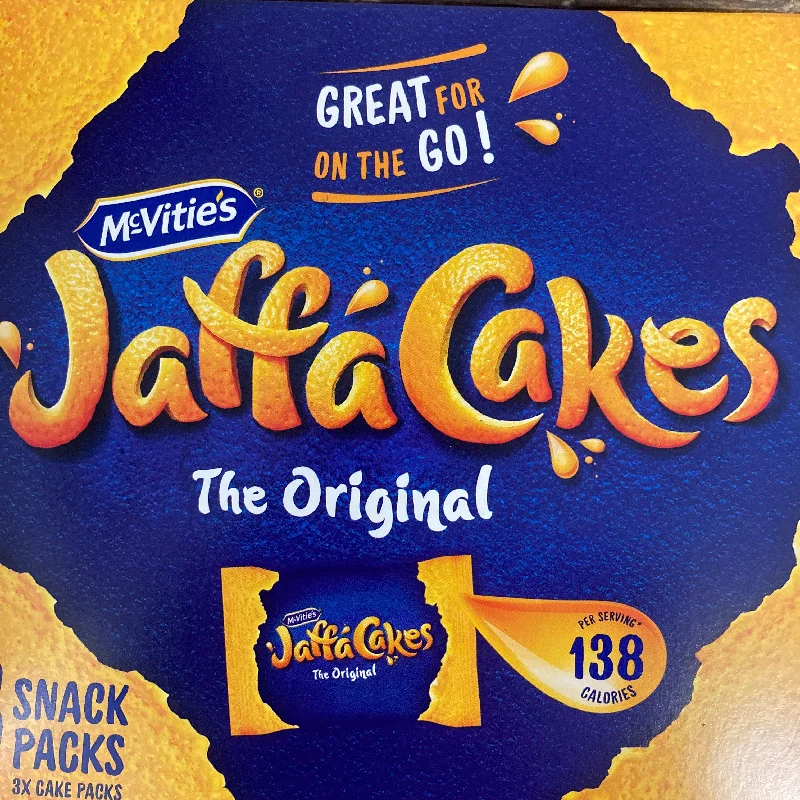 GREAT FOR
ON THE GO!
McVitie's®
Jaffa Cakes
The Original
McVitie's
Jaffa Cakes
The Original
PER SERVING*
138
CALORIES
SNACK
PACKS
3X CAKE PACKS